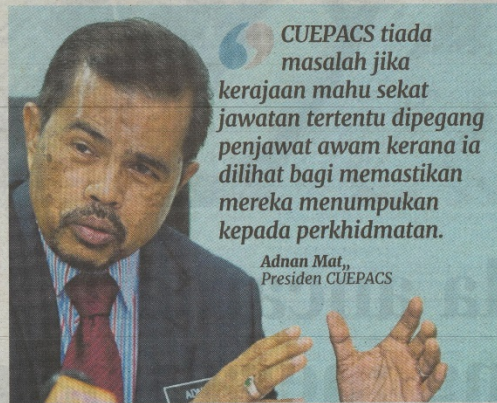 CUEPACS tiada
masalah jika
kerajaan mahu sekat
jawatan tertentu dipegang
penjawat awam kerana ia
dilihat bagi memastikan
mereka menumpukan
kepada perkhidmatan.
Adnan Mat,,
Presiden CUEPACS